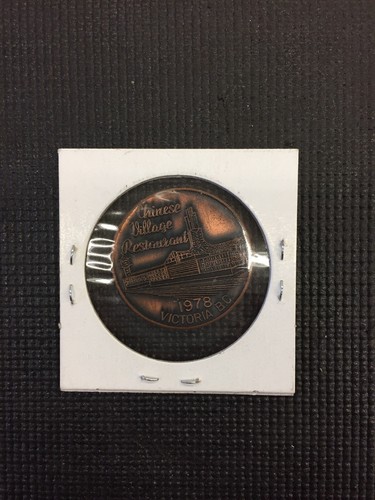 Chinese
Village
Restaurant
1978
VICTORIA B.C.